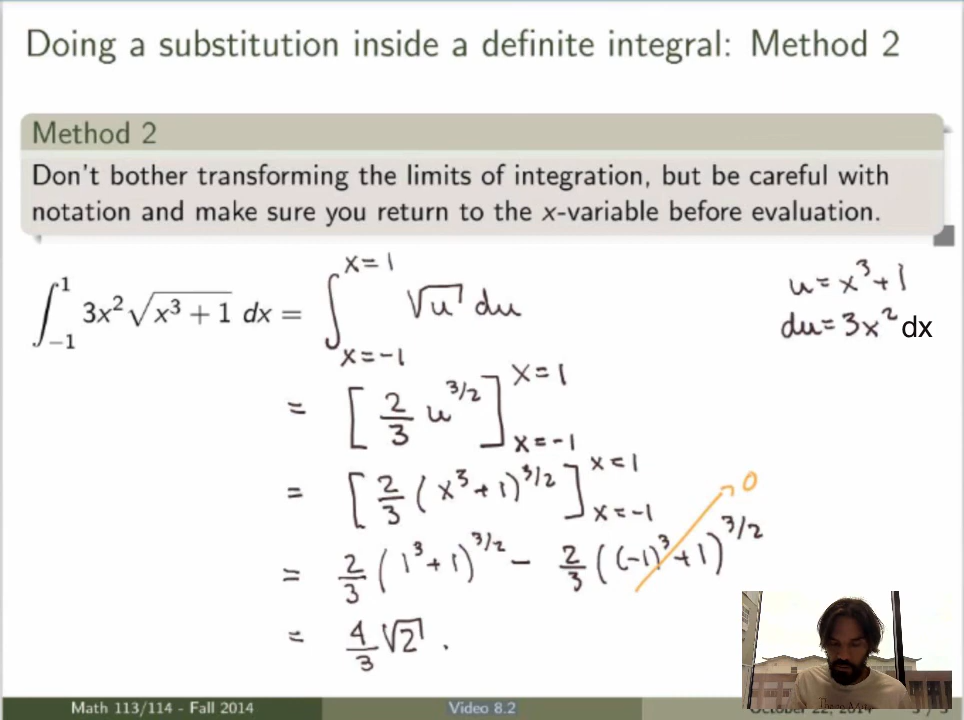 Doing a substitution inside a definite integral: Method 2
Method 2
Don't bother transforming the limits of integration, but be careful with
notation and make sure you return to the x-variable before evaluation.
∫_{-1}^{1} 3x² √(x³ + 1) dx = ∫_{x=-1}^{x=1} √u du
u = x³ + 1
du = 3x² dx
= [ 2/3 u^{3/2} ]_{x=-1}^{x=1}
= [ 2/3 (x³ + 1)^{3/2} ]_{x=-1}^{x=1}
= 2/3 (1³ + 1)^{3/2} − 2/3 ((-1)³ + 1)^{3/2} → 0
= 4/3 √2 .
Math 113/114 - Fall 2014
Video 8.2
October 22, 2014